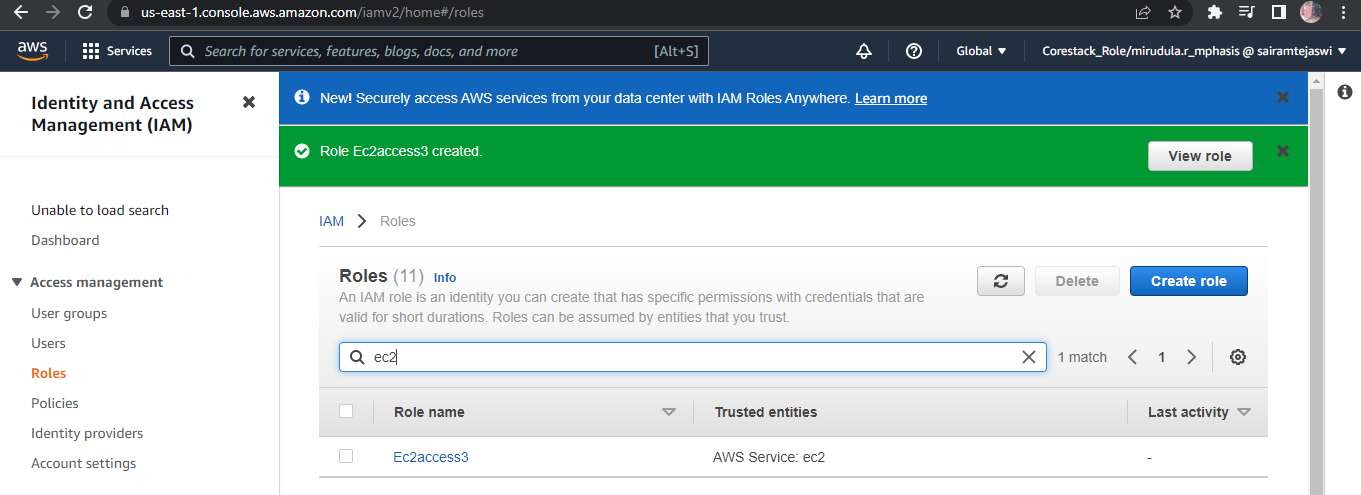 us-east-1.console.aws.amazon.com/iamv2/home#/roles
aws
Services
Search for services, features, blogs, docs, and more
[Alt+S]
Global
Corestack_Role/mirudula.r_mphasis @ sairamtejaswi
Identity and Access
Management (IAM)
Unable to load search
Dashboard
Access management
User groups
Users
Roles
Policies
Identity providers
Account settings
New! Securely access AWS services from your data center with IAM Roles Anywhere. Learn more
Role Ec2access3 created.
View role
IAM
Roles
Roles (11) Info
An IAM role is an identity you can create that has specific permissions with credentials that are
valid for short durations. Roles can be assumed by entities that you trust.
Delete
Create role
ec2
1 match
1
Role name
Trusted entities
Last activity
Ec2access3
AWS Service: ec2
-